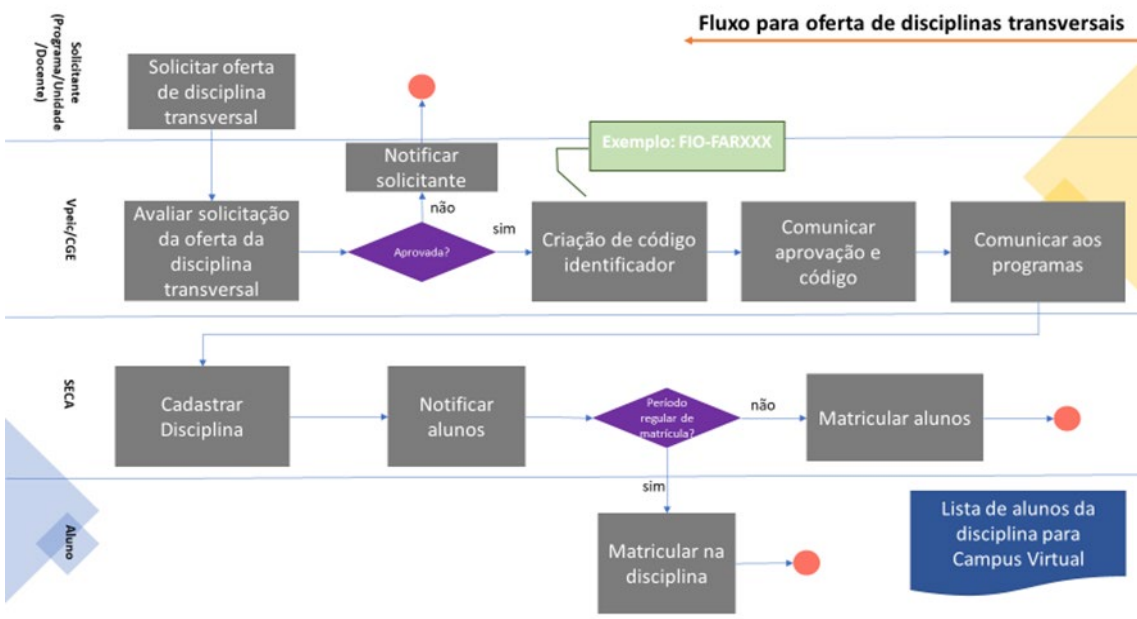 Fluxo para oferta de disciplinas transversais
Solicitante
(Programa/Unidade
/Docente)
Solicitar oferta
de disciplina
transversal
Vpeic/CGE
Notificar
solicitante
Exemplo: FIO-FARXXX
não
Avaliar solicitação
da oferta da
disciplina
transversal
Aprovada?
sim
Criação de código
identificador
Comunicar
aprovação e
código
Comunicar aos
programas
SECA
Cadastrar
Disciplina
Notificar
alunos
Período
regular de
matrícula?
não
Matricular alunos
sim
Aluno
Matricular na
disciplina
Lista de alunos da
disciplina para
Campus Virtual